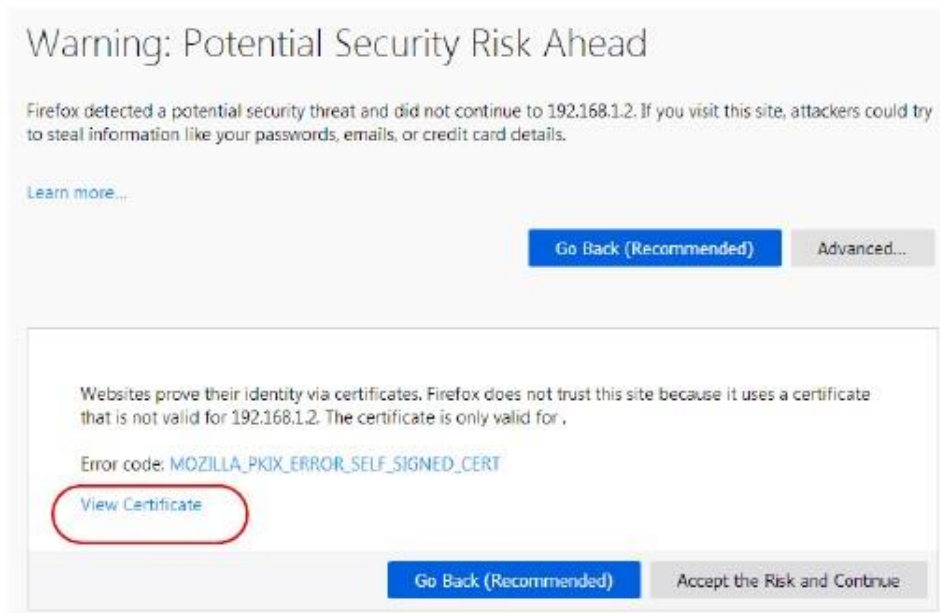 Warning: Potential Security Risk Ahead
Firefox detected a potential security threat and did not continue to 192.168.1.2. If you visit this site, attackers could try
to steal information like your passwords, emails, or credit card details.
Learn more...
Go Back (Recommended) Advanced...
Websites prove their identity via certificates. Firefox does not trust this site because it uses a certificate
that is not valid for 192.168.1.2. The certificate is only valid for .
Error code: MOZILLA_PKIX_ERROR_SELF_SIGNED_CERT
View Certificate
Go Back (Recommended) Accept the Risk and Continue